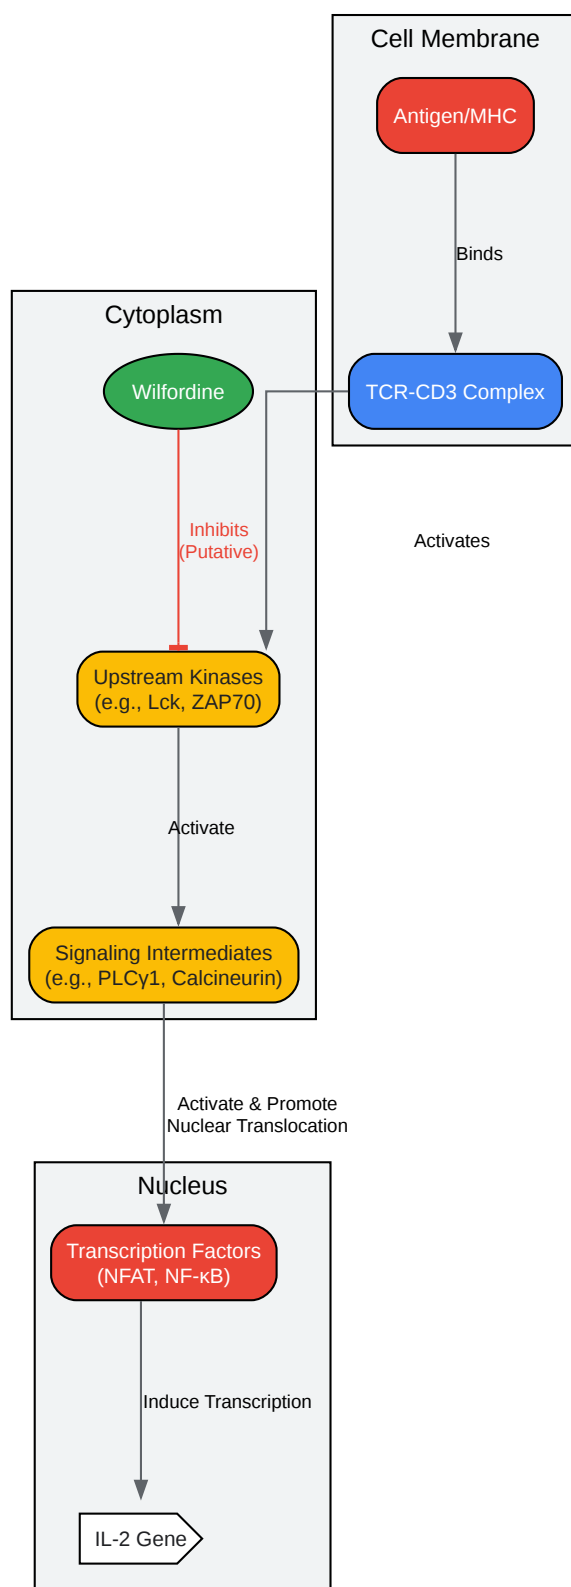 Cell Membrane
Antigen/MHC
Binds
TCR-CD3 Complex
Cytoplasm
Wilfordine
Inhibits
(Putative)
Activates
Upstream Kinases
(e.g., Lck, ZAP70)
Activate
Signaling Intermediates
(e.g., PLCγ1, Calcineurin)
Activate & Promote
Nuclear Translocation
Nucleus
Transcription Factors
(NFAT, NF-κB)
Induce Transcription
IL-2 Gene